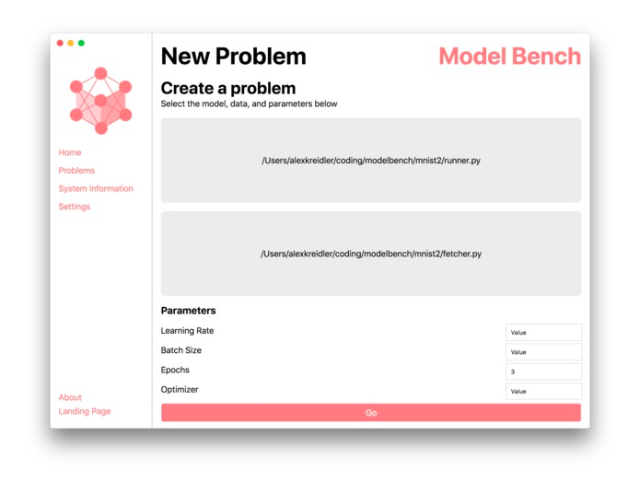 New Problem
Model Bench
Create a problem
Select the model, data, and parameters below
Home
Problems
System Information
Settings
/Users/alexkreidler/coding/modelbench/mnist2/runner.py
/Users/alexkreidler/coding/modelbench/mnist2/fetcher.py
Parameters
Learning Rate
Value
Batch Size
Value
Epochs
3
Optimizer
Value
About
Landing Page
Go